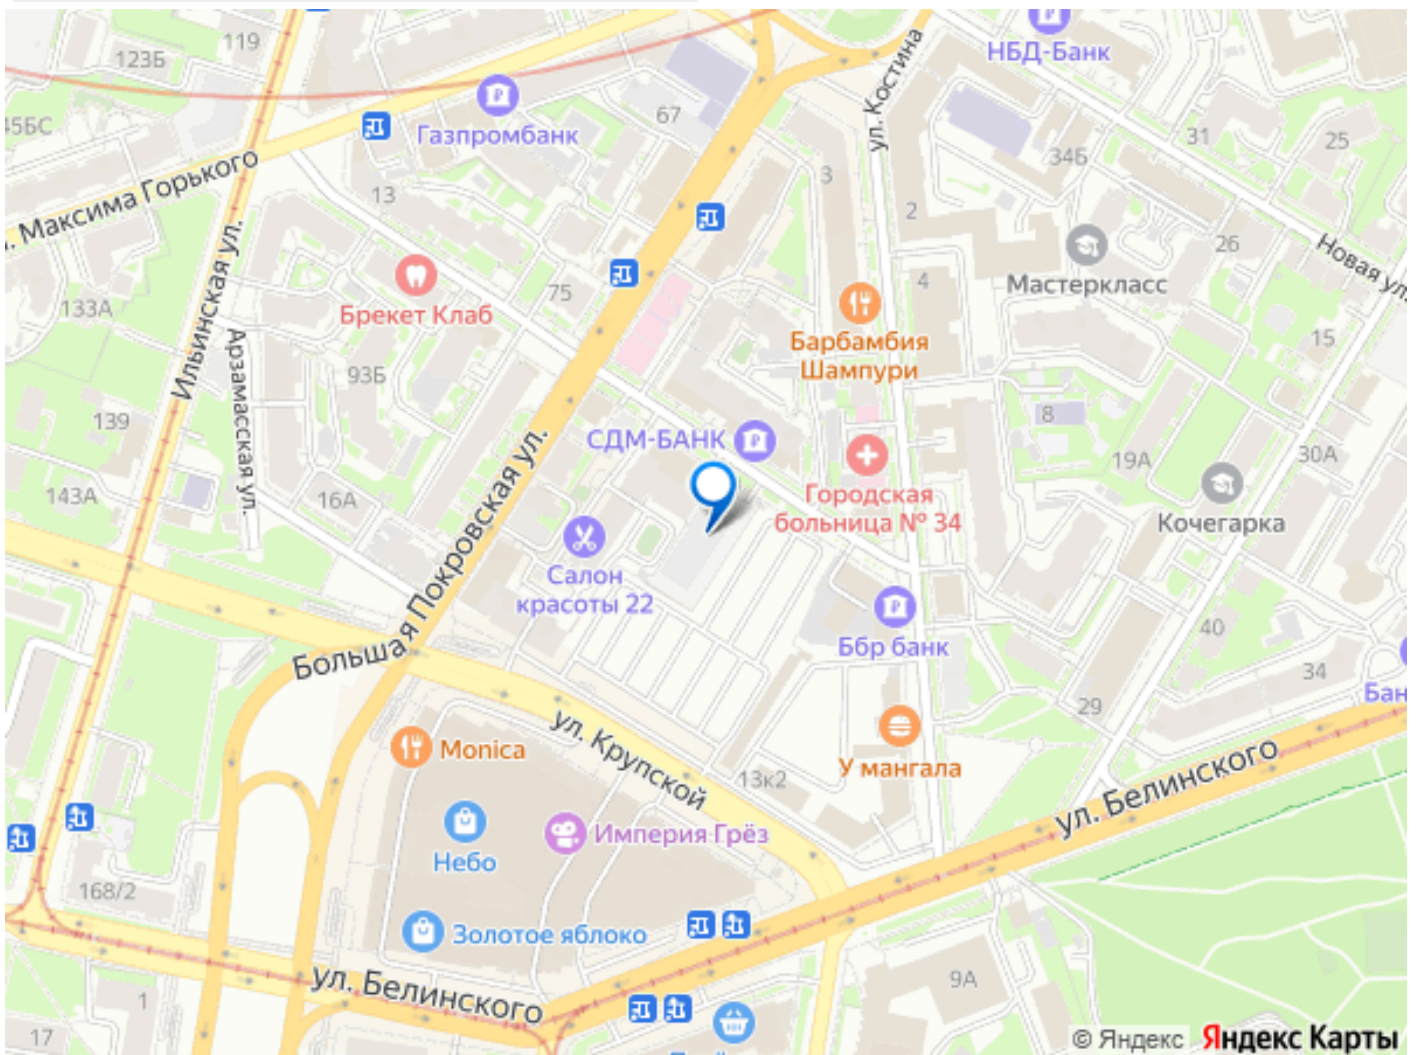 119
123Б
НБД-Банк
ул. Костина
Газпромбанк
67
45БС
31
25
34Б
. Максима Горького
13
3
2
26
Новая ул.
Мастеркласс
4
133А
Ильинская ул.
Арзамасская ул.
Брекет Клаб
75
93Б
Барбамбия
Шампури
15
139
8
СДМ-БАНК
19А
30А
143А
16А
Городская
больница № 34
Кочегарка
Большая Покровская ул.
Салон
красоты 22
Ббр банк
40
34
Бан
29
Monica
ул. Крупской
13к2
У мангала
ул. Белинского
Империя Грёз
Небо
168/2
Золотое яблоко
ул. Белинского
9А
1
17
© Яндекс Яндекс Карты